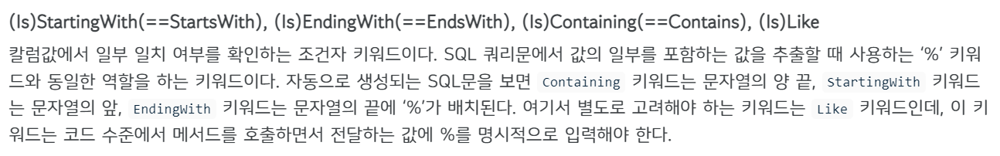 (Is)StartingWith(==StartsWith), (Is)EndingWith(==EndsWith), (Is)Containing(==Contains), (Is)Like
칼럼값에서 일부 일치 여부를 확인하는 조건자 키워드이다. SQL 쿼리문에서 값의 일부를 포함하는 값을 추출할 때 사용하는 ‘%’ 키워
드와 동일한 역할을 하는 키워드이다. 자동으로 생성되는 SQL문을 보면 Containing 키워드는 문자열의 양 끝, StartingWith 키워드
는 문자열의 앞, EndingWith 키워드는 문자열의 끝에 ‘%’가 배치된다. 여기서 별도로 고려해야 하는 키워드는 Like 키워드인데, 이 키
워드는 코드 수준에서 메서드를 호출하면서 전달하는 값에 %를 명시적으로 입력해야 한다.